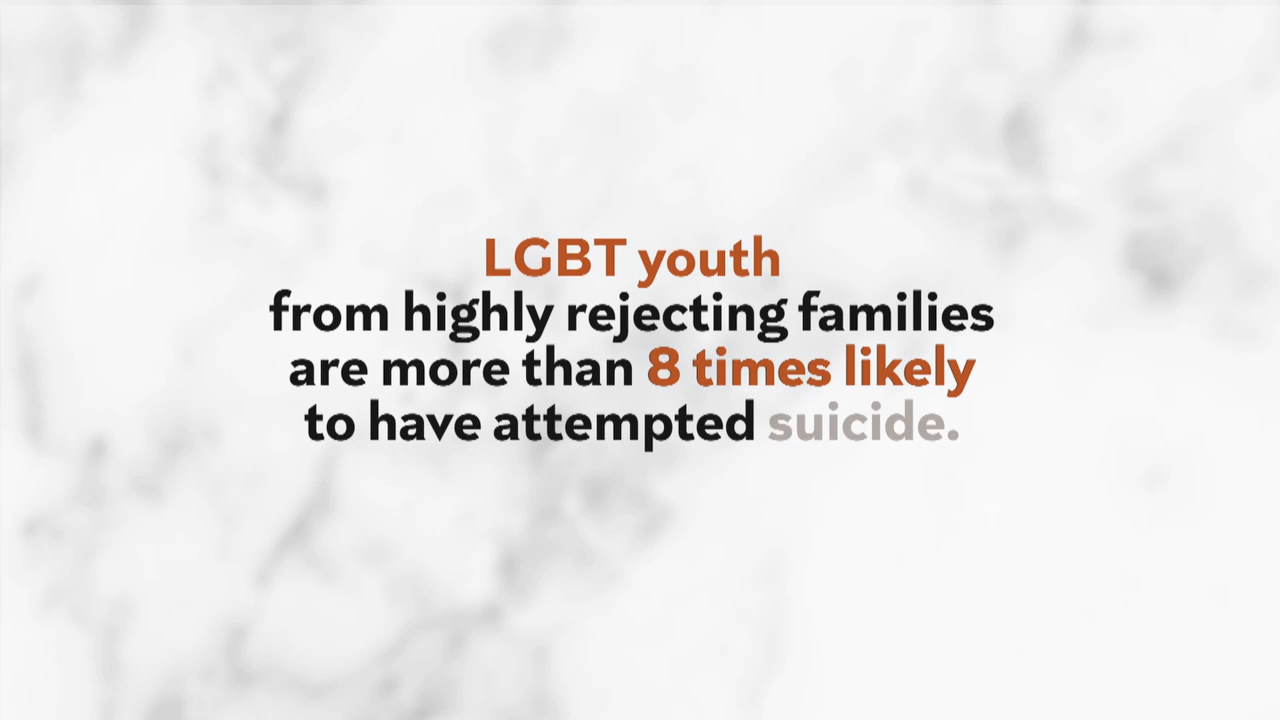 LGBT youth
from highly rejecting families
are more than 8 times likely
to have attempted suicide.